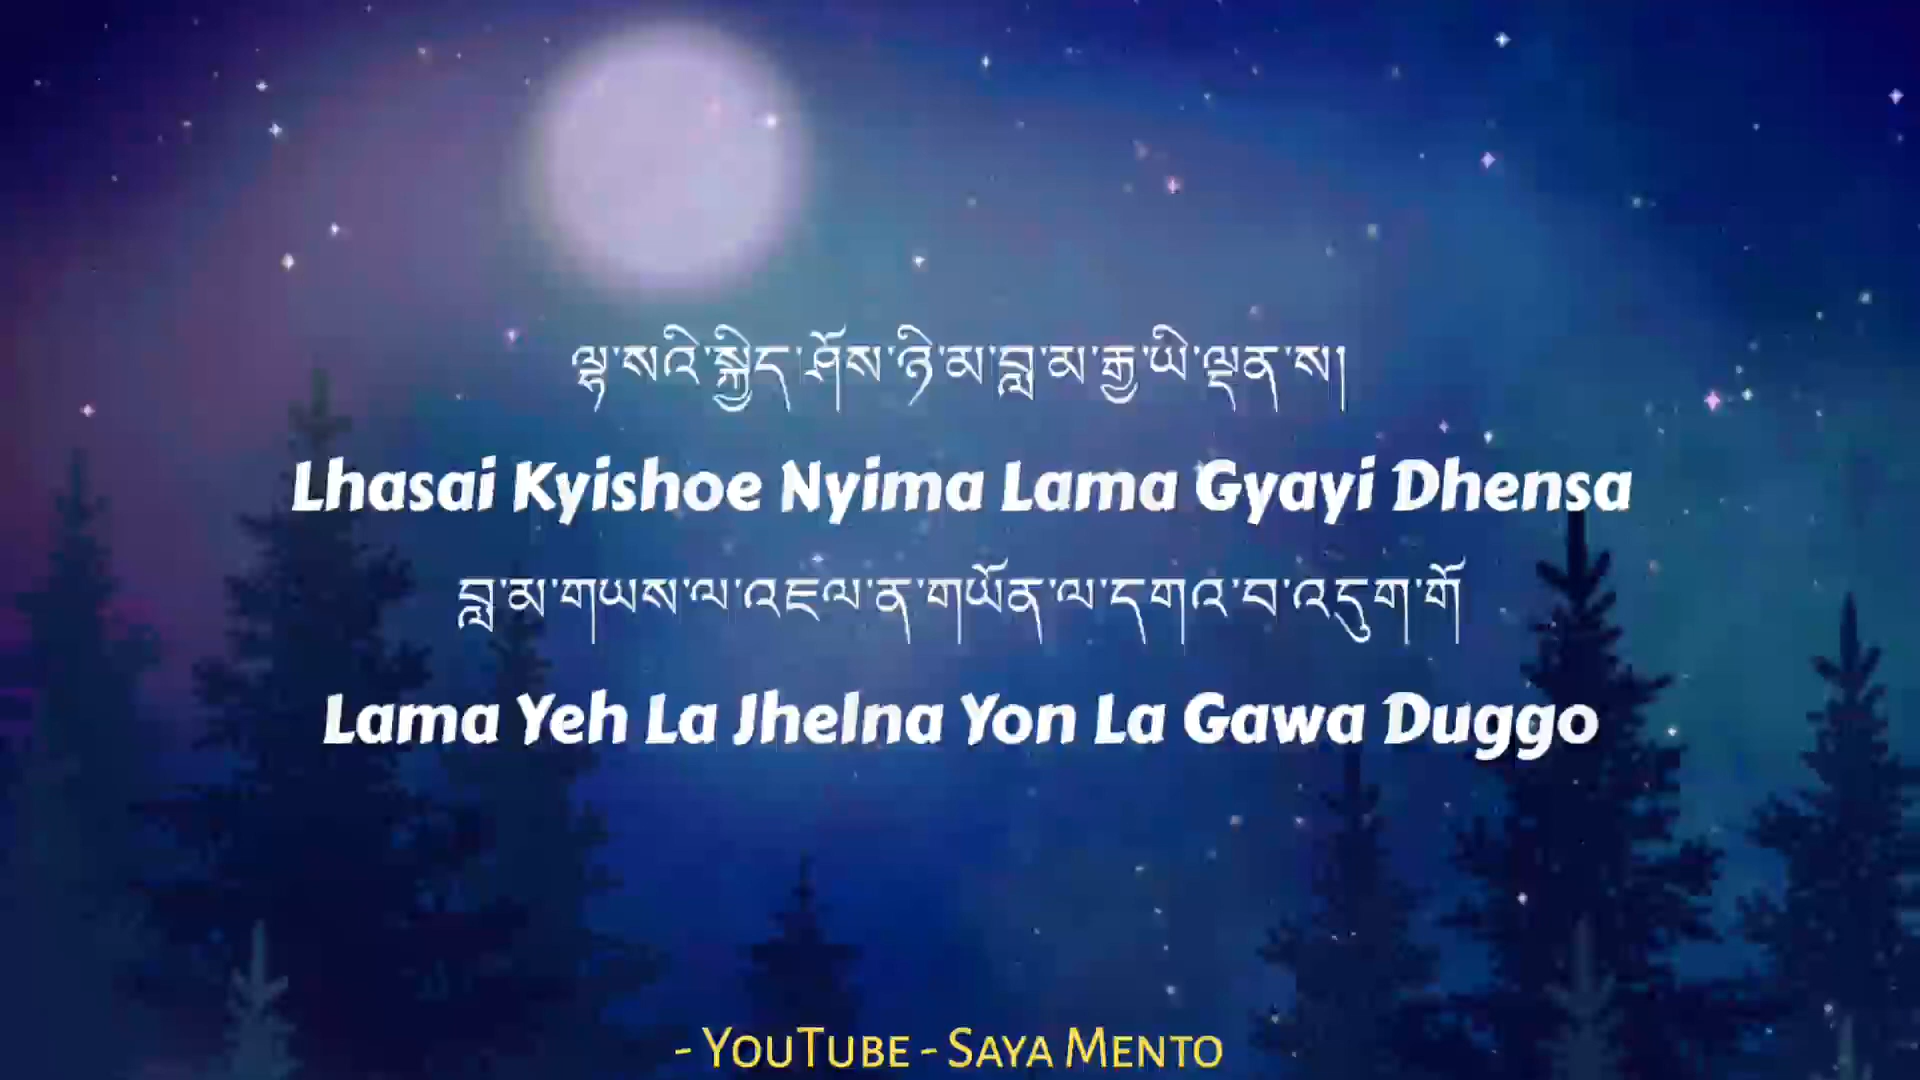 ལྷ་སའི་སྐྱིད་ཤོས་ཉི་མ་བླ་མ་རྒྱ་ཡི་ལྡན་ས།
Lhasai Kyishoe Nyima Lama Gyayi Dhensa
བླ་མ་གཡས་ལ་འཇལ་ན་གཡོན་ལ་དགའ་བ་འདུག་གོ
Lama Yeh La Jhelna Yon La Gawa Duggo
- YouTube - Saya Mento